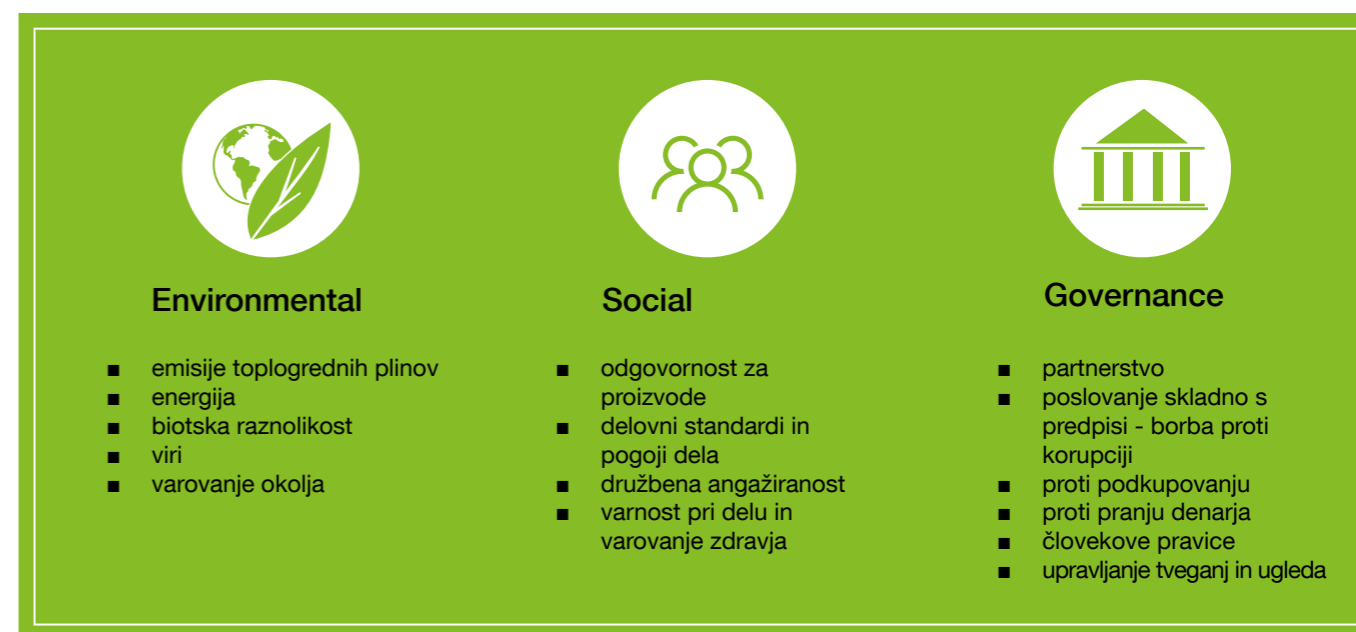 Environmental
■ emisije toplogrednih plinov
■ energija
■ biotska raznolikost
■ viri
■ varovanje okolja
Social
■ odgovornost za
proizvode
■ delovni standardi in
pogoji dela
■ družbena angažiranost
■ varnost pri delu in
varovanje zdravja
Governance
■ partnerstvo
■ poslovanje skladno s
predpisi - borba proti
korupciji
■ proti podkupovanju
■ proti pranju denarja
■ človekove pravice
■ upravljanje tveganj in ugleda